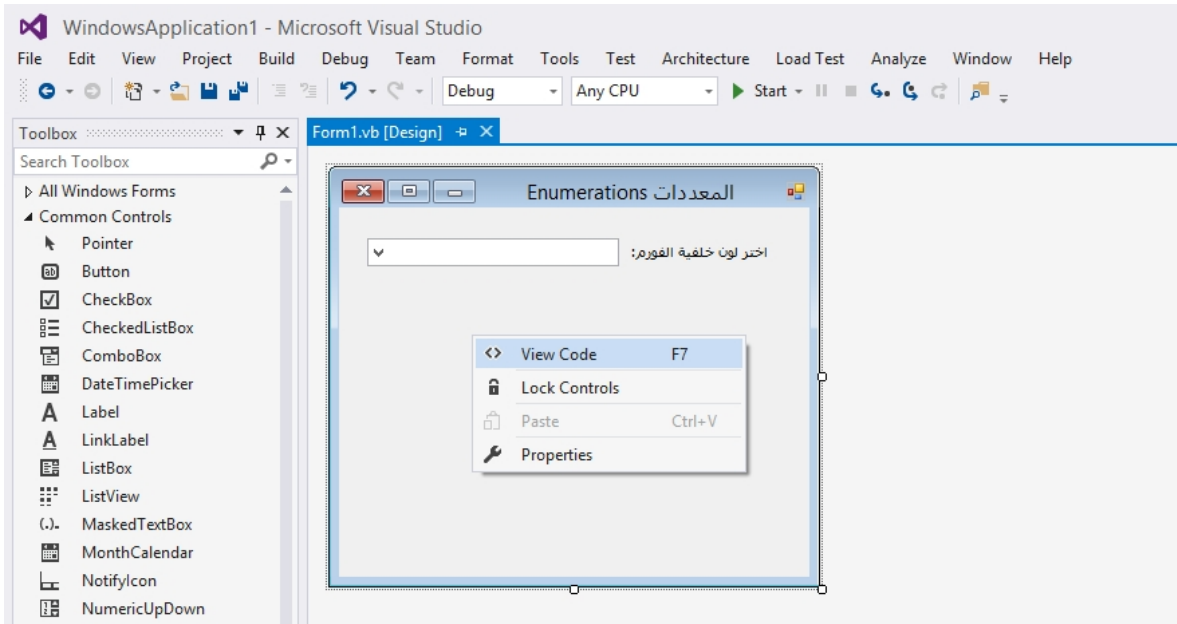 WindowsApplication1 - Microsoft Visual Studio
File Edit View Project Build Debug Team Format Tools Test Architecture Load Test Analyze Window Help
Debug Any CPU Start
Toolbox
Form1.vb [Design]
Search Toolbox
All Windows Forms
Common Controls
Pointer
Button
CheckBox
CheckedListBox
ComboBox
DateTimePicker
Label
LinkLabel
ListBox
ListView
MaskedTextBox
MonthCalendar
NotifyIcon
NumericUpDown
المعددات Enumerations
اختر لون خلفية الفورم:
View Code F7
Lock Controls
Paste Ctrl+V
Properties